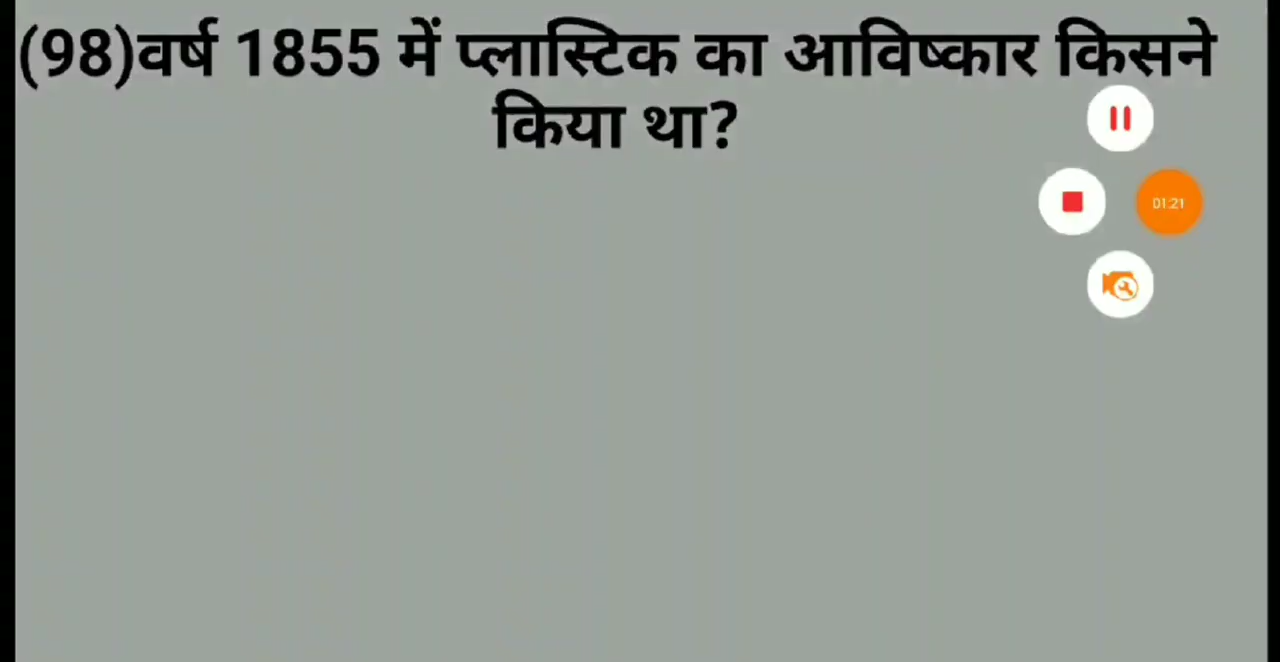 (98)वर्ष 1855 में प्लास्टिक का आविष्कार किसने
किया था?
01:21